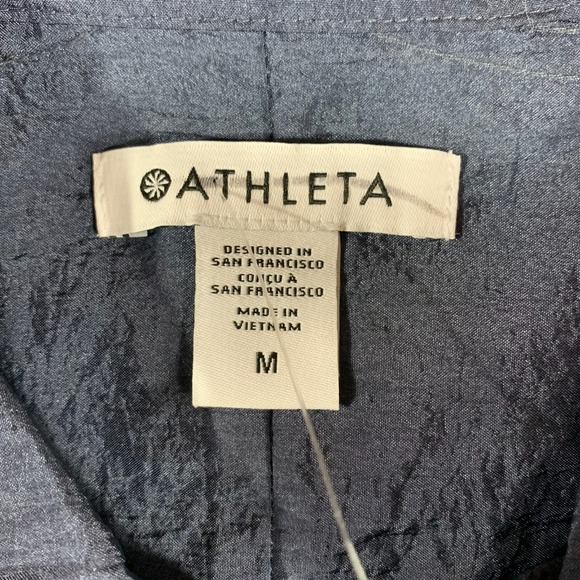 ATHLETA
DESIGNED IN
SAN FRANCISCO
CONÇU À
SAN FRANCISCO
MADE IN
VIETNAM
M